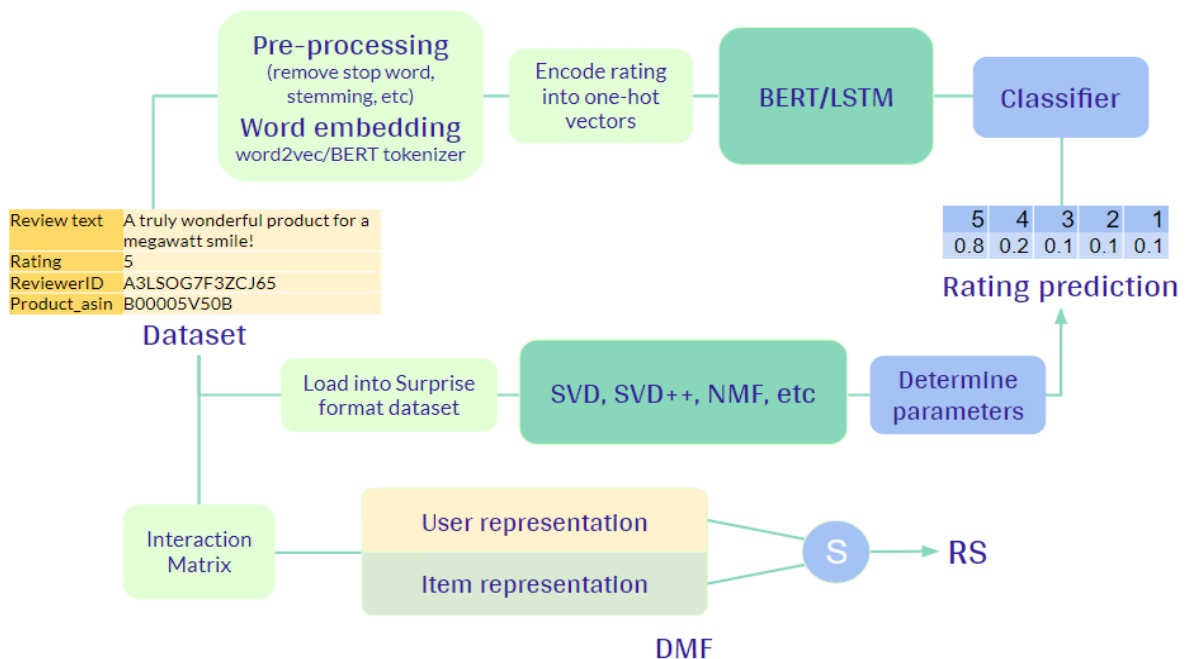 Pre-processing
(remove stop word,
stemming, etc)
Word embedding
word2vec/BERT tokenizer
Encode rating
into one-hot
vectors
BERT/LSTM
Classifier
Review text A truly wonderful product for a
megawatt smile!
Rating 5
ReviewerID A3LSOG7F3ZCJ65
Product_asin B00005V50B
Dataset
5 4 3 2 1
0.8 0.2 0.1 0.1 0.1
Rating prediction
Load into Surprise
format dataset
SVD, SVD++, NMF, etc
Determine
parameters
Interaction
Matrix
User representation
Item representation
S
RS
DMF